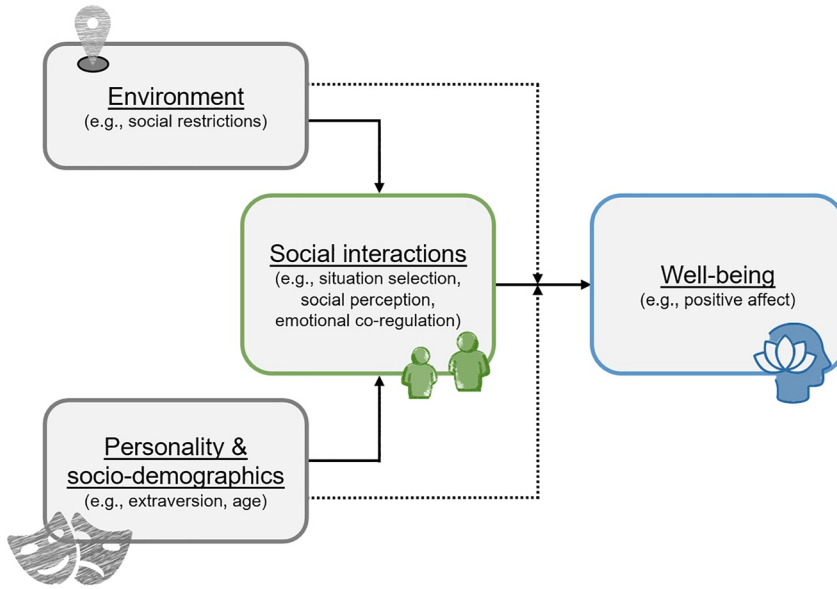 Environment
(e.g., social restrictions)
Social interactions
(e.g., situation selection,
social perception,
emotional co-regulation)
Well-being
(e.g., positive affect)
Personality &
socio-demographics
(e.g., extraversion, age)